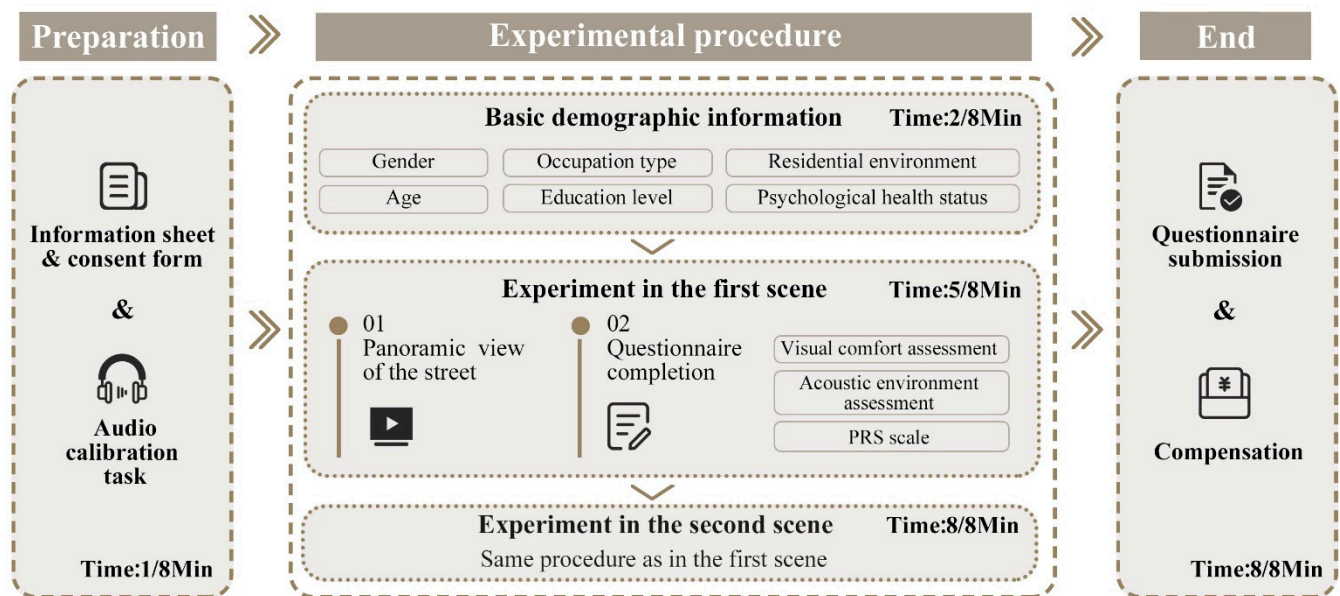 Preparation
Experimental procedure
End
Information sheet
& consent form
&
Audio
calibration
task
Time:1/8Min
Basic demographic information
Time:2/8Min
Gender
Occupation type
Residential environment
Age
Education level
Psychological health status
Experiment in the first scene
Time:5/8Min
01
Panoramic view
of the street
02
Questionnaire
completion
Visual comfort assessment
Acoustic environment
assessment
PRS scale
Experiment in the second scene
Time:8/8Min
Same procedure as in the first scene
Questionnaire
submission
&
¥
Compensation
Time:8/8Min